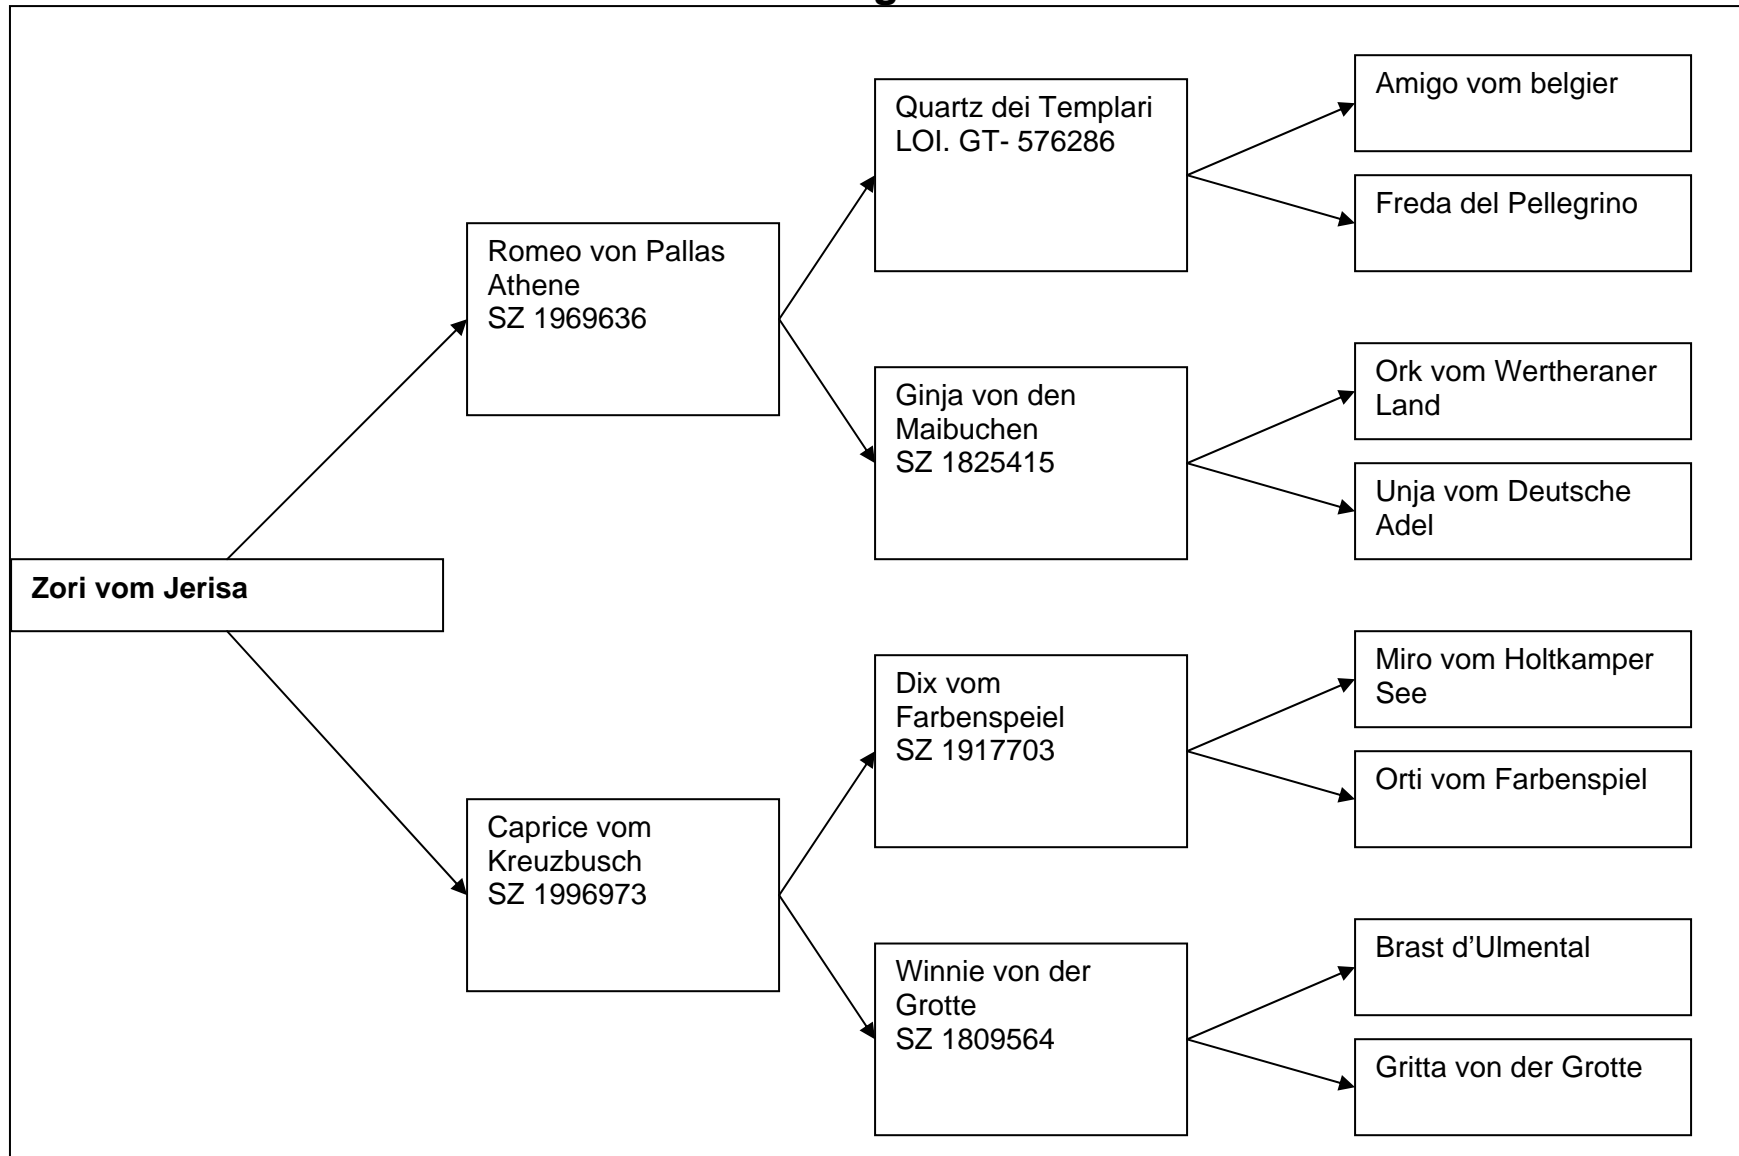 Quartz dei Templari
LOI. GT- 576286
Amigo vom belgier
Freda del Pellegrino
Romeo von Pallas
Athene
SZ 1969636
Ginja von den
Maibuchen
SZ 1825415
Ork vom Wertheraner
Land
Unja vom Deutsche
Adel
Zori vom Jerisa
Dix vom
Farbenspeiel
SZ 1917703
Miro vom Holtkamper
See
Orti vom Farbenspiel
Caprice vom
Kreuzbusch
SZ 1996973
Winnie von der
Grotte
SZ 1809564
Brast d’Ulmental
Gritta von der Grotte